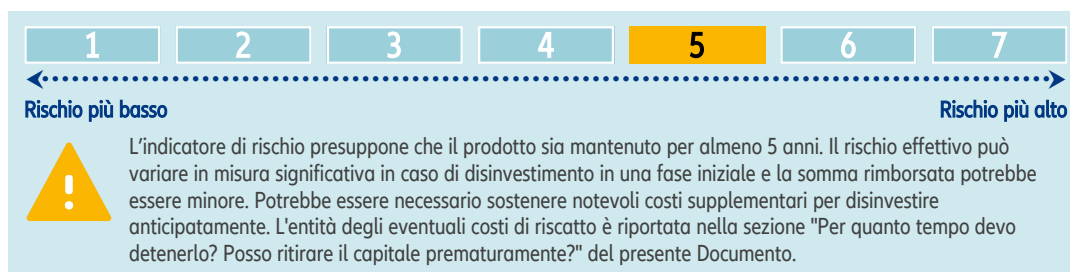 1 2 3 4 5 6 7
Rischio più basso Rischio più alto
L'indicatore di rischio presuppone che il prodotto sia mantenuto per almeno 5 anni. Il rischio effettivo può
variare in misura significativa in caso di disinvestimento in una fase iniziale e la somma rimborsata potrebbe
essere minore. Potrebbe essere necessario sostenere notevoli costi supplementari per disinvestire
anticipatamente. L'entità degli eventuali costi di riscatto è riportata nella sezione "Per quanto tempo devo
detenerlo? Posso ritirare il capitale prematuramente?" del presente Documento.